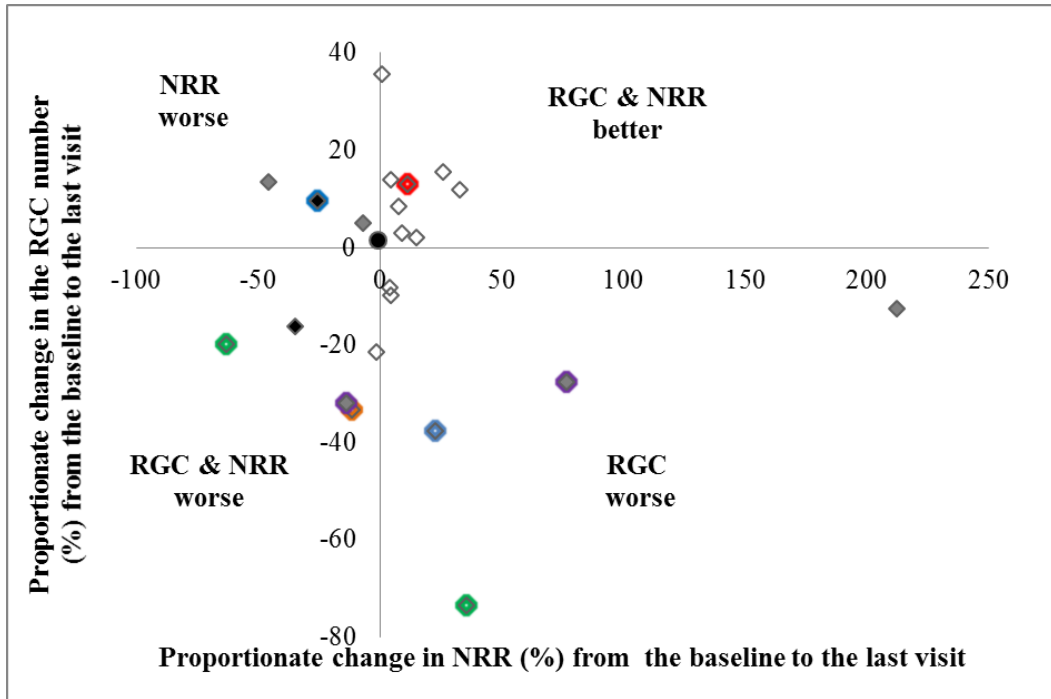 40
NRR
worse
RGC & NRR
better
20
0
-100
-50
0
50
100
150
200
250
-20
-40
RGC & NRR
worse
RGC
worse
-60
-80
Proportionate change in the RGC number
(%) from the baseline to the last visit
Proportionate change in NRR (%) from the baseline to the last visit